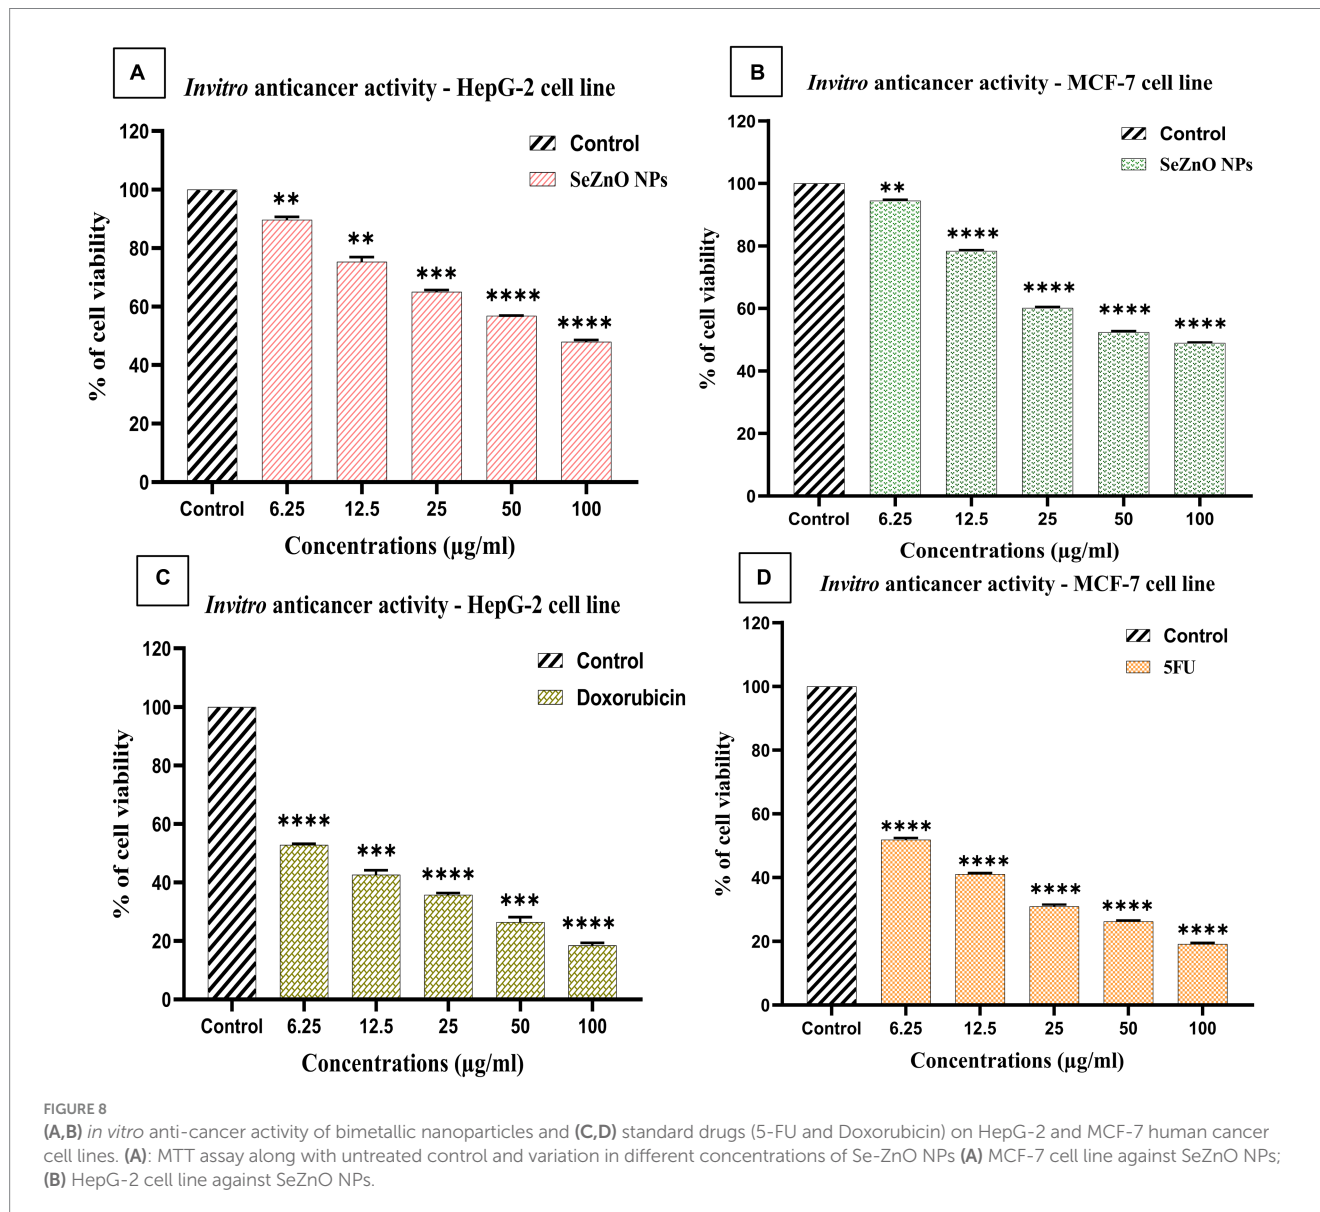 A
Invitro anticancer activity - HepG-2 cell line
Control
SeZnO NPs
% of cell viability
120
100
80
60
40
20
0
**
**
***
****
****
Control 6.25 12.5 25 50 100
Concentrations (µg/ml)
B
Invitro anticancer activity - MCF-7 cell line
Control
SeZnO NPs
% of cell viability
120
100
80
60
40
20
0
**
****
****
****
****
Control 6.25 12.5 25 50 100
Concentrations (µg/ml)
C
Invitro anticancer activity - HepG-2 cell line
Control
Doxorubicin
% of cell viability
120
100
80
60
40
20
0
****
***
****
***
****
Control 6.25 12.5 25 50 100
Concentrations (µg/ml)
D
Invitro anticancer activity - MCF-7 cell line
Control
5FU
% of cell viability
120
100
80
60
40
20
0
****
****
****
****
****
Control 6.25 12.5 25 50 100
Concentrations (µg/ml)
FIGURE 8
(A,B) in vitro anti-cancer activity of bimetallic nanoparticles and (C,D) standard drugs (5-FU and Doxorubicin) on HepG-2 and MCF-7 human cancer
cell lines. (A): MTT assay along with untreated control and variation in different concentrations of Se-ZnO NPs (A) MCF-7 cell line against SeZnO NPs;
(B) HepG-2 cell line against SeZnO NPs.